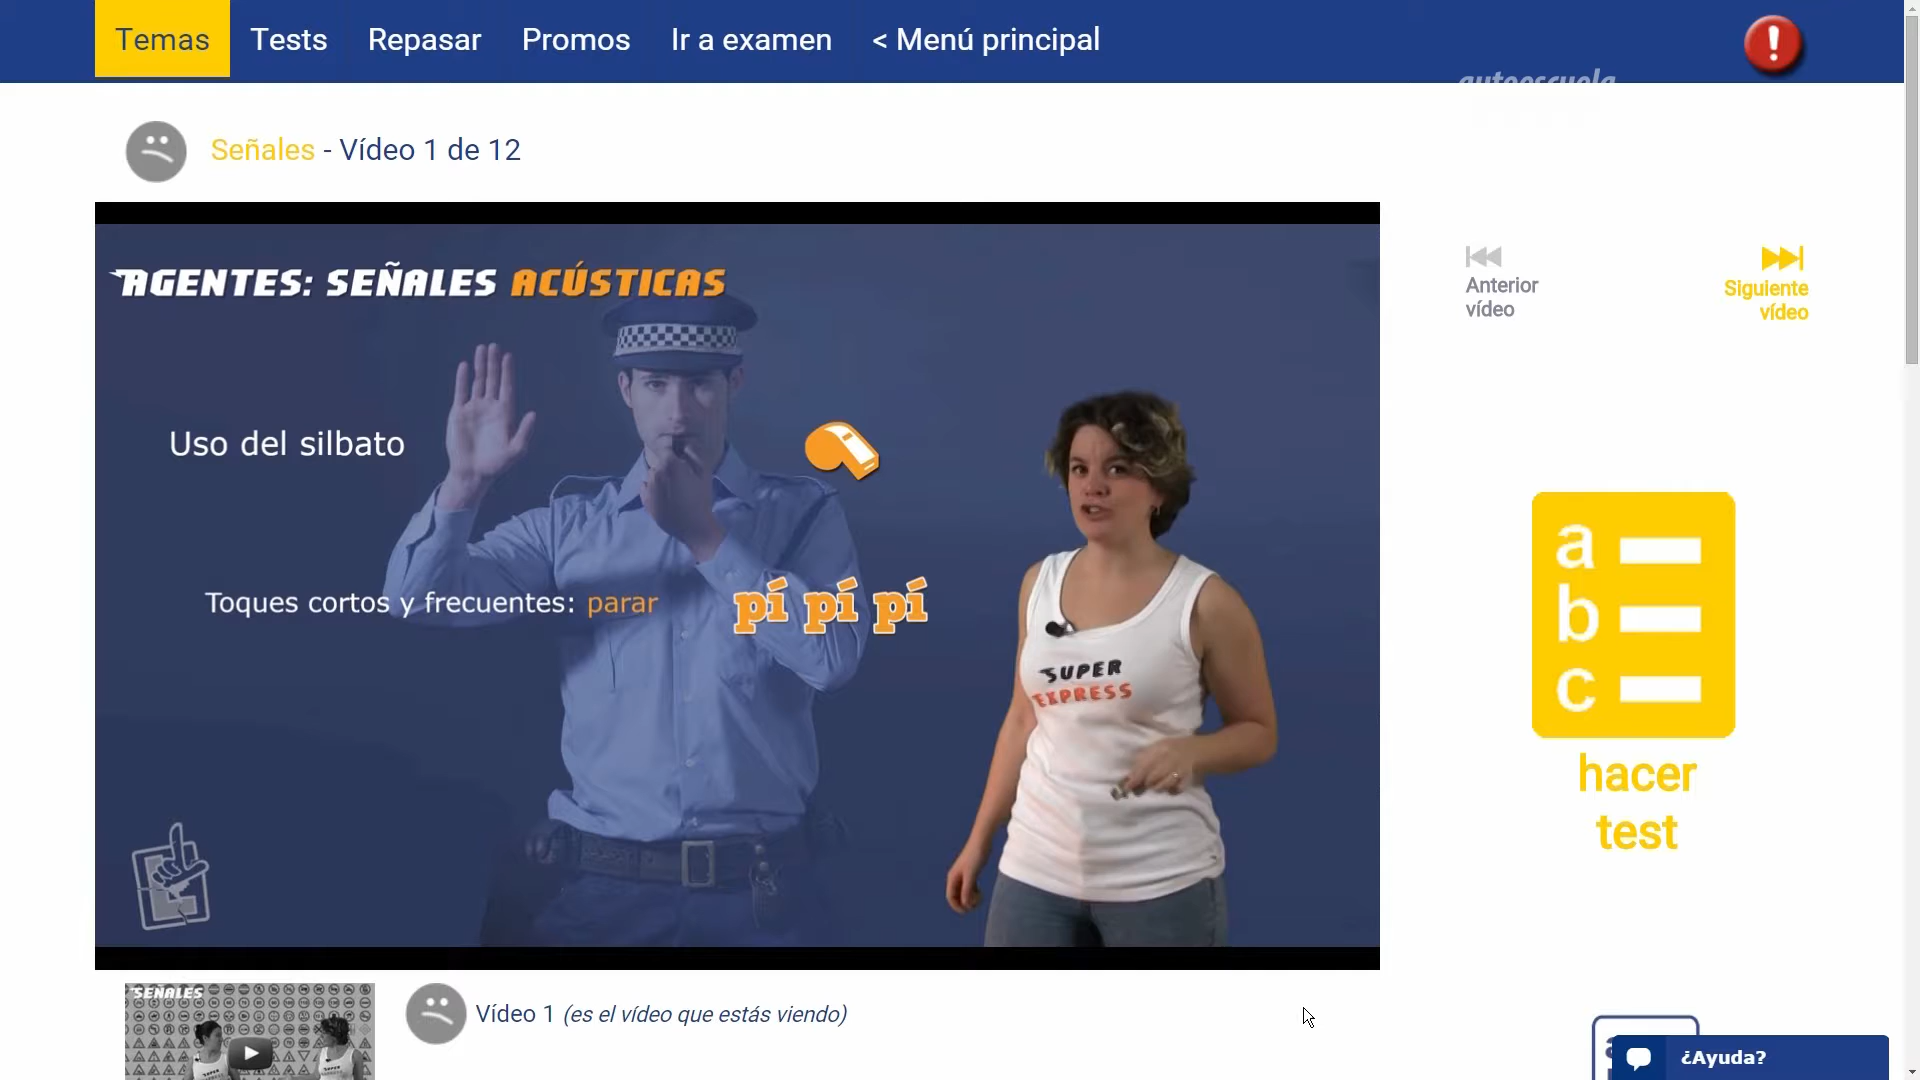 Temas Tests Repasar Promos Ir a examen < Menú principal
autoescuela
Señales - Vídeo 1 de 12
AGENTES: SEÑALES ACÚSTICAS
Uso del silbato
Toques cortos y frecuentes: parar
pí pí pí
SUPER
EXPRESS
Anterior
vídeo
Siguiente
vídeo
a
b
c
hacer
test
SEÑALES
SUPER
Vídeo 1 (es el vídeo que estás viendo)
¿Ayuda?